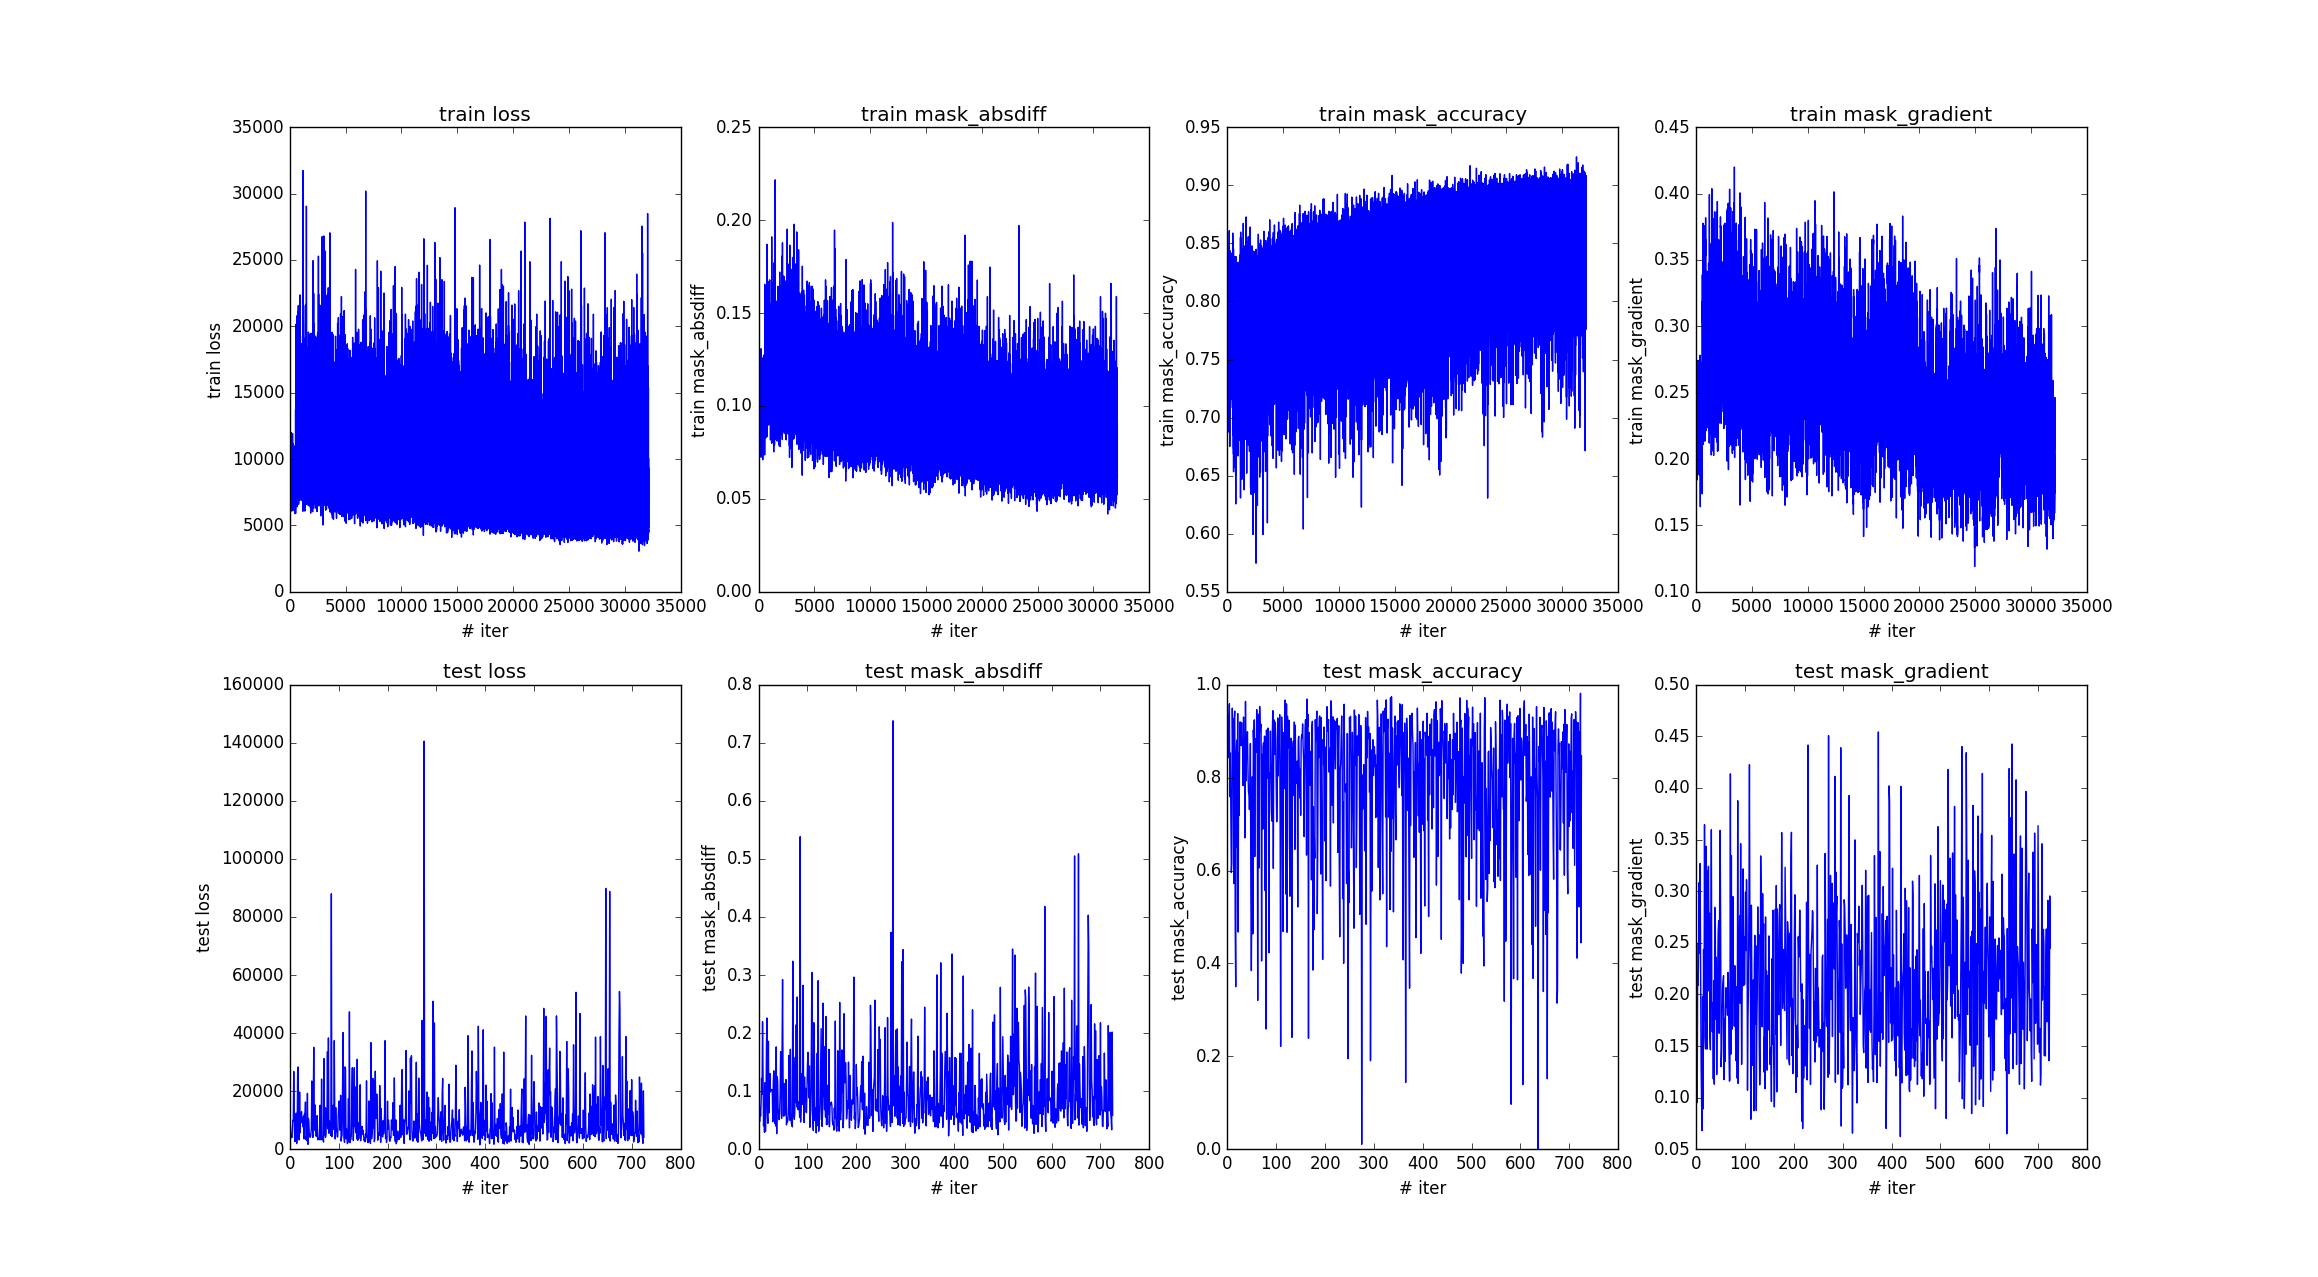 train loss
train loss
35000
30000
25000
20000
15000
10000
5000
0
0 5000 10000 15000 20000 25000 30000 35000
# iter
train mask_absdiff
train mask_absdiff
0.25
0.20
0.15
0.10
0.05
0.00
0 5000 10000 15000 20000 25000 30000 35000
# iter
train mask_accuracy
train mask_accuracy
0.95
0.90
0.85
0.80
0.75
0.70
0.65
0.60
0.55
0 5000 10000 15000 20000 25000 30000 35000
# iter
train mask_gradient
train mask_gradient
0.45
0.40
0.35
0.30
0.25
0.20
0.15
0.10
0 5000 10000 15000 20000 25000 30000 35000
# iter
test loss
test loss
160000
140000
120000
100000
80000
60000
40000
20000
0
0 100 200 300 400 500 600 700 800
# iter
test mask_absdiff
test mask_absdiff
0.8
0.7
0.6
0.5
0.4
0.3
0.2
0.1
0.0
0 100 200 300 400 500 600 700 800
# iter
test mask_accuracy
test mask_accuracy
1.0
0.8
0.6
0.4
0.2
0.0
0 100 200 300 400 500 600 700 800
# iter
test mask_gradient
test mask_gradient
0.50
0.45
0.40
0.35
0.30
0.25
0.20
0.15
0.10
0.05
0 100 200 300 400 500 600 700 800
# iter